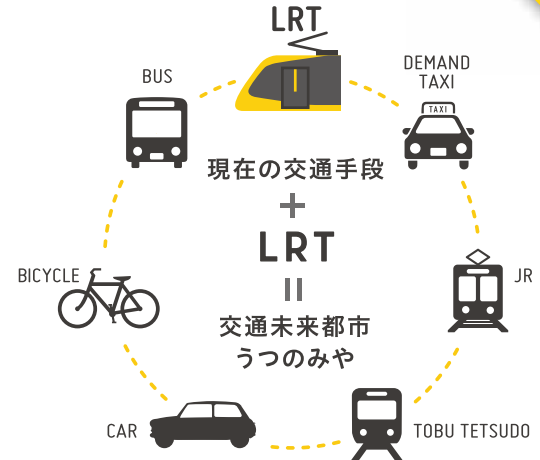 LRT
BUS
DEMAND
TAXI
TAXI
現在の交通手段
+
LRT
=
交通未来都市
うつのみや
BICYCLE
JR
CAR
TOBU TETSUDO